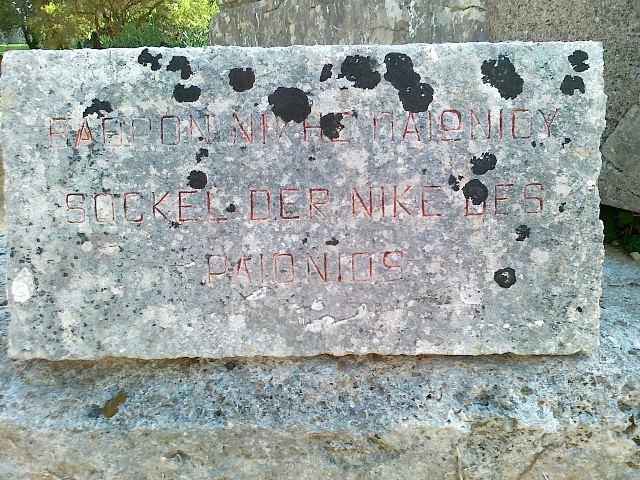 ΒΑΘΡΟΝ ΝΙΚΗΣ ΠΑΙΩΝΙΟΥ
SOCKEL DER NIKE DES
PAIONIOS